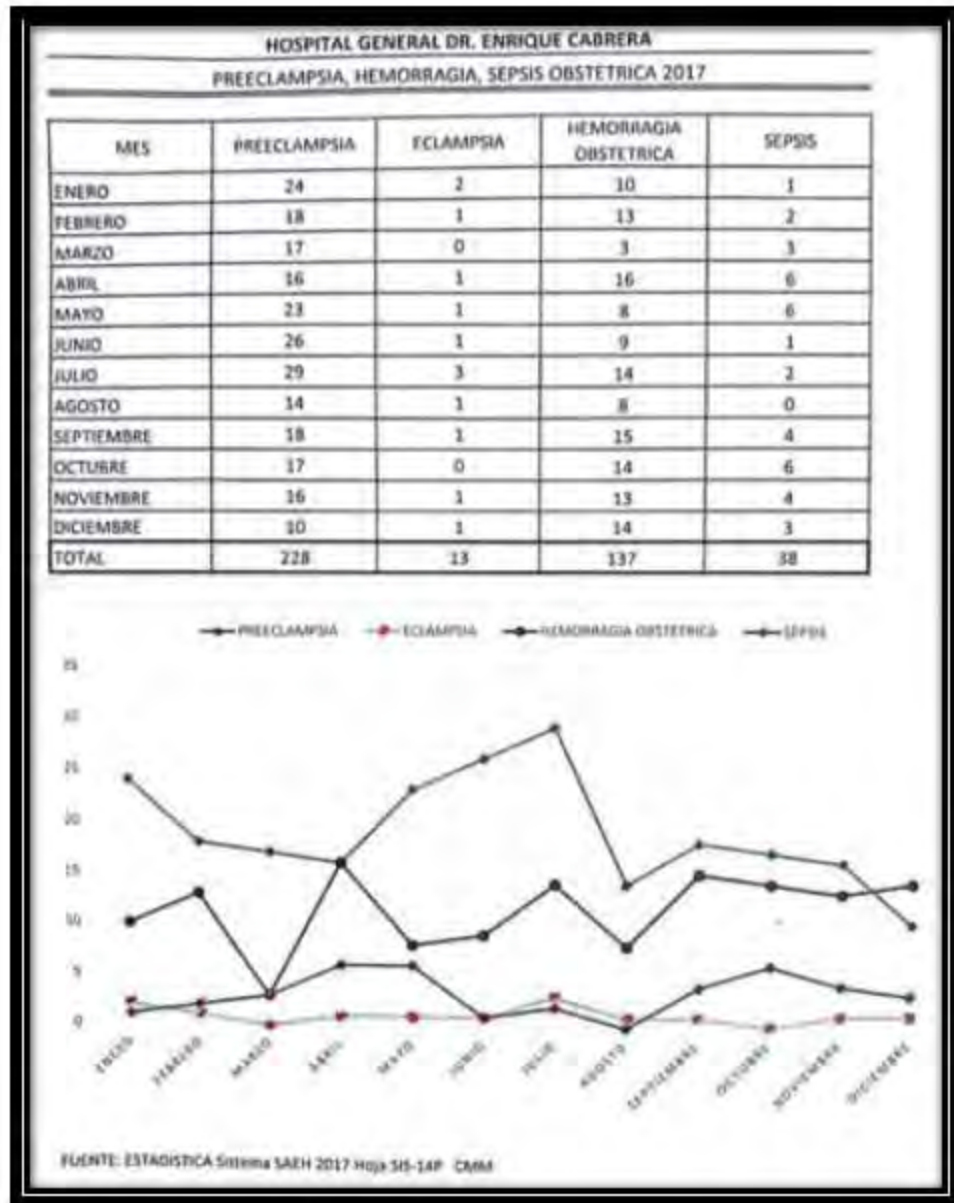 HOSPITAL GENERAL DR. ENRIQUE CABRERA
PREECLAMPSIA, HEMORRAGIA, SEPSIS OBSTETRICA 2017
MES PREECLAMPSIA ECLAMPSIA HEMORRAGIA OBSTETRICA SEPSIS
ENERO 24 2 10 1
FEBRERO 18 1 13 2
MARZO 17 0 3 3
ABRIL 16 1 16 6
MAYO 23 1 8 6
JUNIO 26 1 9 1
JULIO 29 3 14 2
AGOSTO 14 1 8 0
SEPTIEMBRE 18 1 15 4
OCTUBRE 17 0 14 6
NOVIEMBRE 16 1 13 4
DICIEMBRE 10 1 14 3
TOTAL 228 13 137 38
PREECLAMPSIA ECLAMPSIA HEMORRAGIA OBSTETRICA SEPSIS
35
30
25
20
15
10
5
0
ENERO FEBRERO MARZO ABRIL MAYO JUNIO JULIO AGOSTO SEPTIEMBRE OCTUBRE NOVIEMBRE DICIEMBRE
FUENTE: ESTADISTICA Sistema SAEH 2017 Hoja SIS-14P CMM